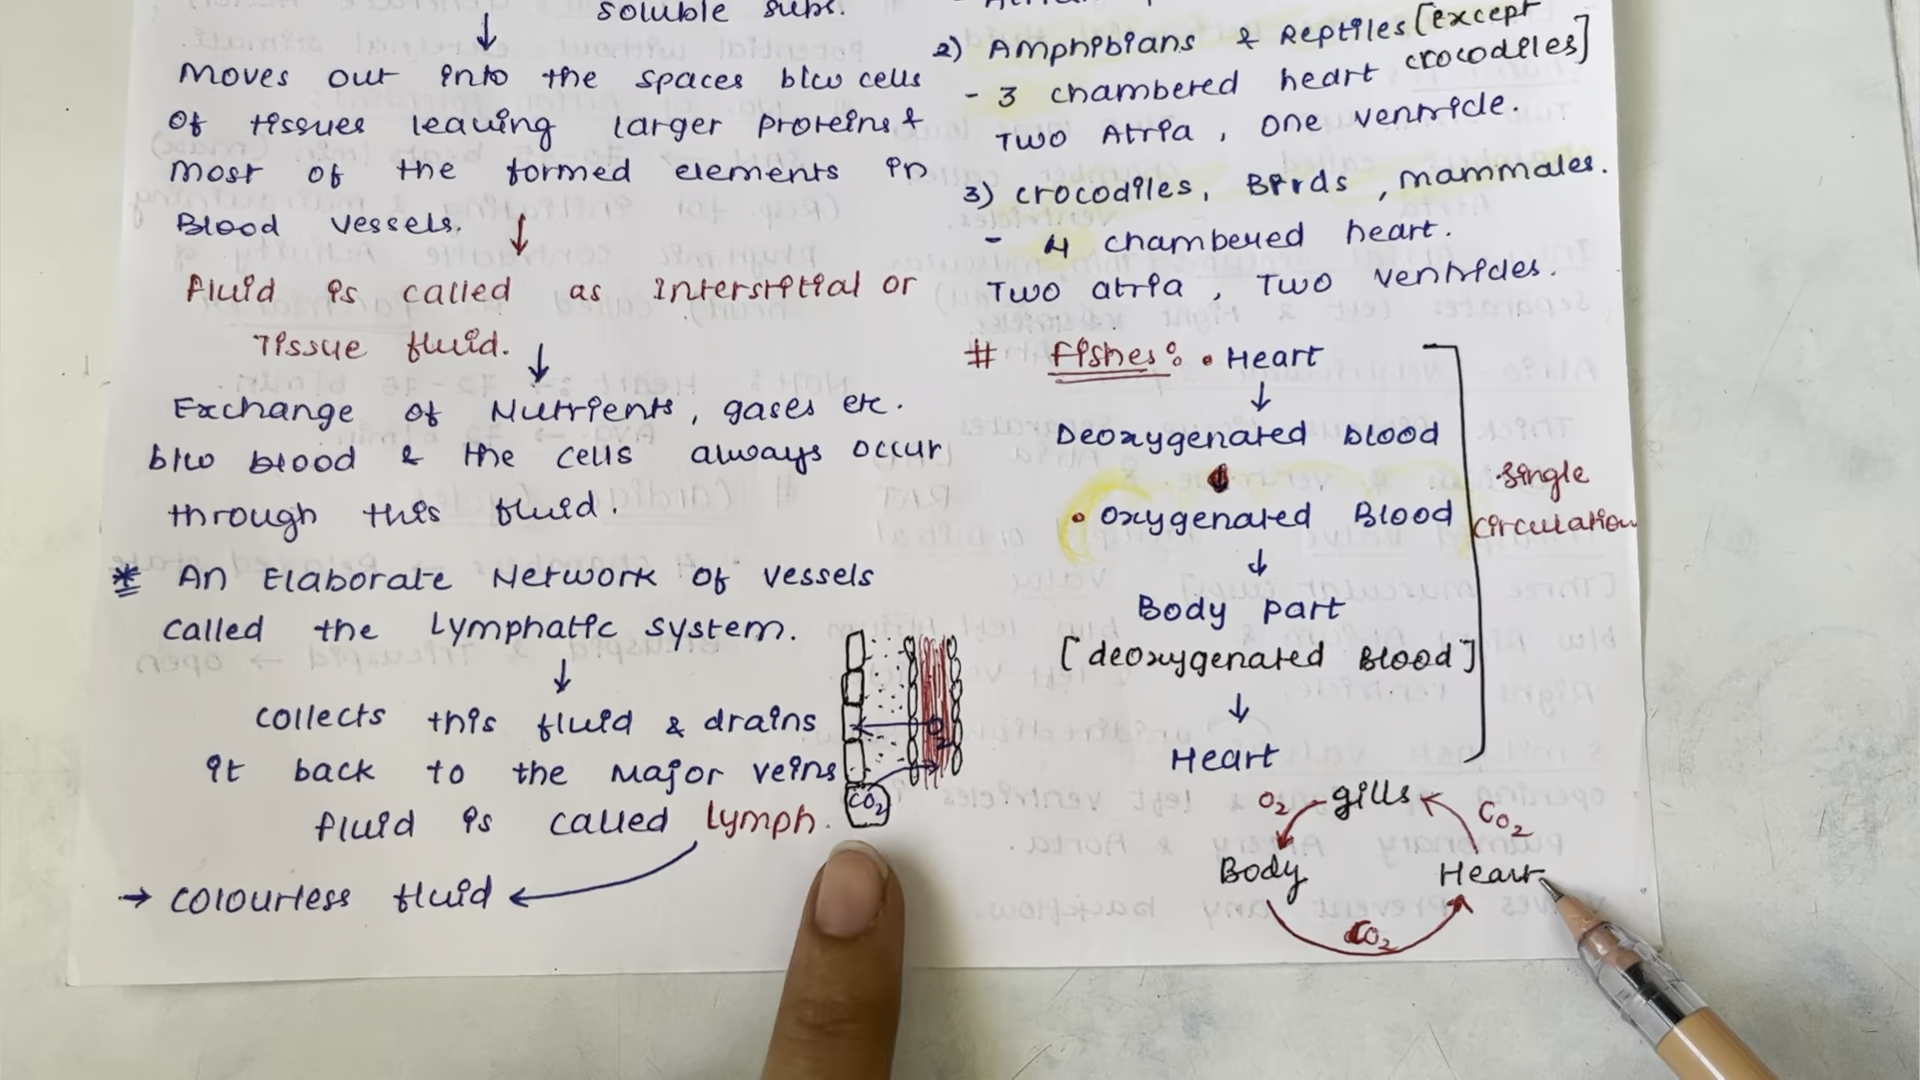 soluble subs.
↓
Moves out into the spaces b/w cells
of tissues leaving larger proteins &
most of the formed elements in
Blood vessels. ↓
fluid is called as Interstitial or
Tissue fluid. ↓
Exchange of Nutrients, gases etc.
b/w blood & the cells always occur
through this fluid.
* An Elaborate Network of vessels
called the Lymphatic system.
↓
collects this fluid & drains
it back to the Major veins
fluid is called Lymph.
→ colourless fluid ←
O2
CO2
2) Amphibians & Reptiles [except
crocodiles]
- 3 chambered heart
Two Atria, one ventricle.
3) crocodiles, Birds, mammales.
- 4 chambered heart.
Two atria, Two ventricles.
# Fishes: • Heart
↓
Deoxygenated blood
↓
• Oxygenated Blood
↓
Body part
[deoxygenated Blood]
↓
Heart
single
circulation
O2 gills CO2
Body Heart
CO2